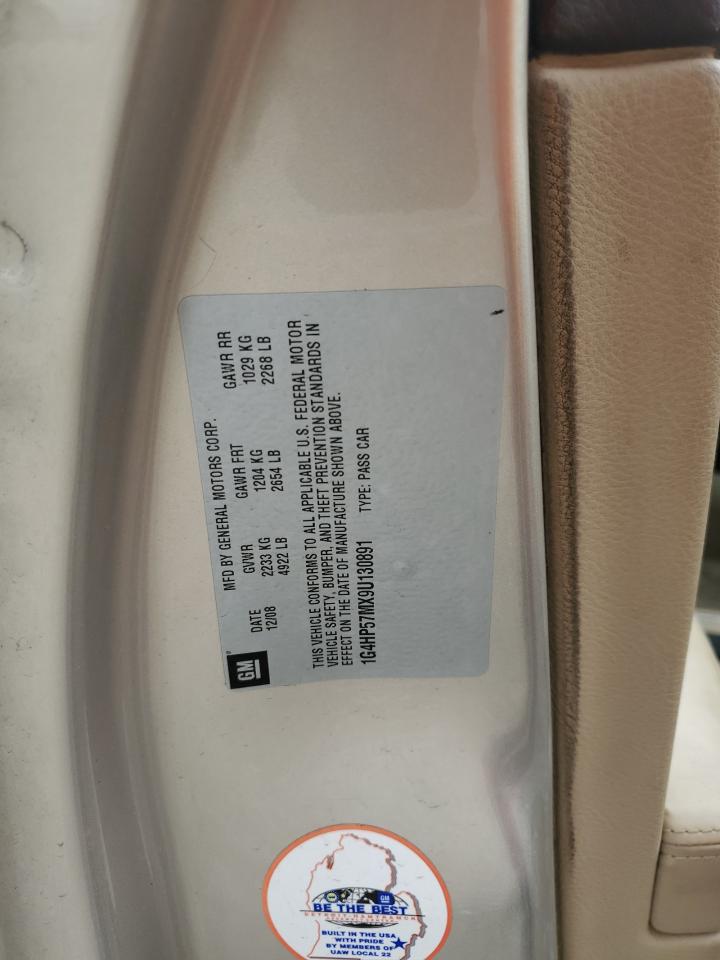 GM
MFD BY GENERAL MOTORS CORP.
DATE GVWR GAWR FRT GAWR RR
12/08 2233 KG 1204 KG 1029 KG
4922 LB 2654 LB 2268 LB
THIS VEHICLE CONFORMS TO ALL APPLICABLE U.S. FEDERAL MOTOR
VEHICLE SAFETY, BUMPER, AND THEFT PREVENTION STANDARDS IN
EFFECT ON THE DATE OF MANUFACTURE SHOWN ABOVE.
1G4HP57MX9U130891 TYPE: PASS CAR
GM
BE THE BEST
DETROIT HAMTRAMCK
BUILT IN THE USA
WITH PRIDE
BY MEMBERS OF
UAW LOCAL 22